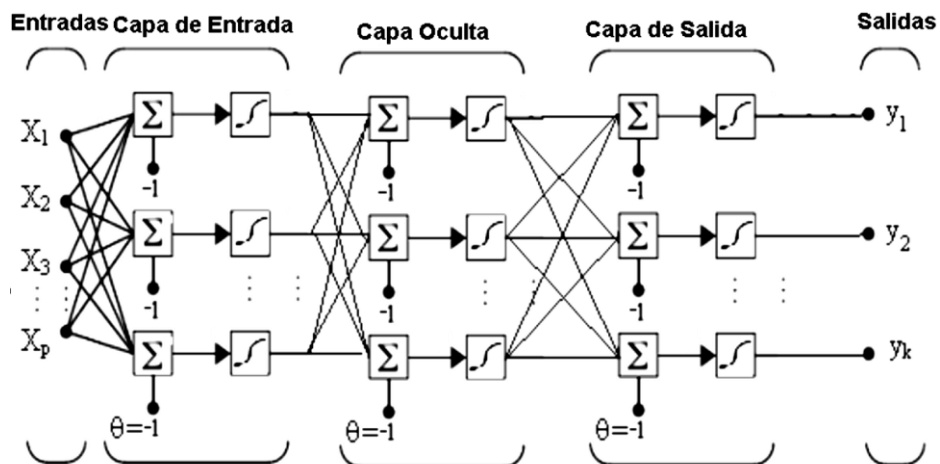 Entradas Capa de Entrada Capa Oculta Capa de Salida Salidas
X1 Σ Σ Σ y1
-1 -1 -1
X2 Σ Σ Σ y2
X3
-1 -1 -1
Xp Σ Σ Σ yk
θ=-1 θ=-1 θ=-1